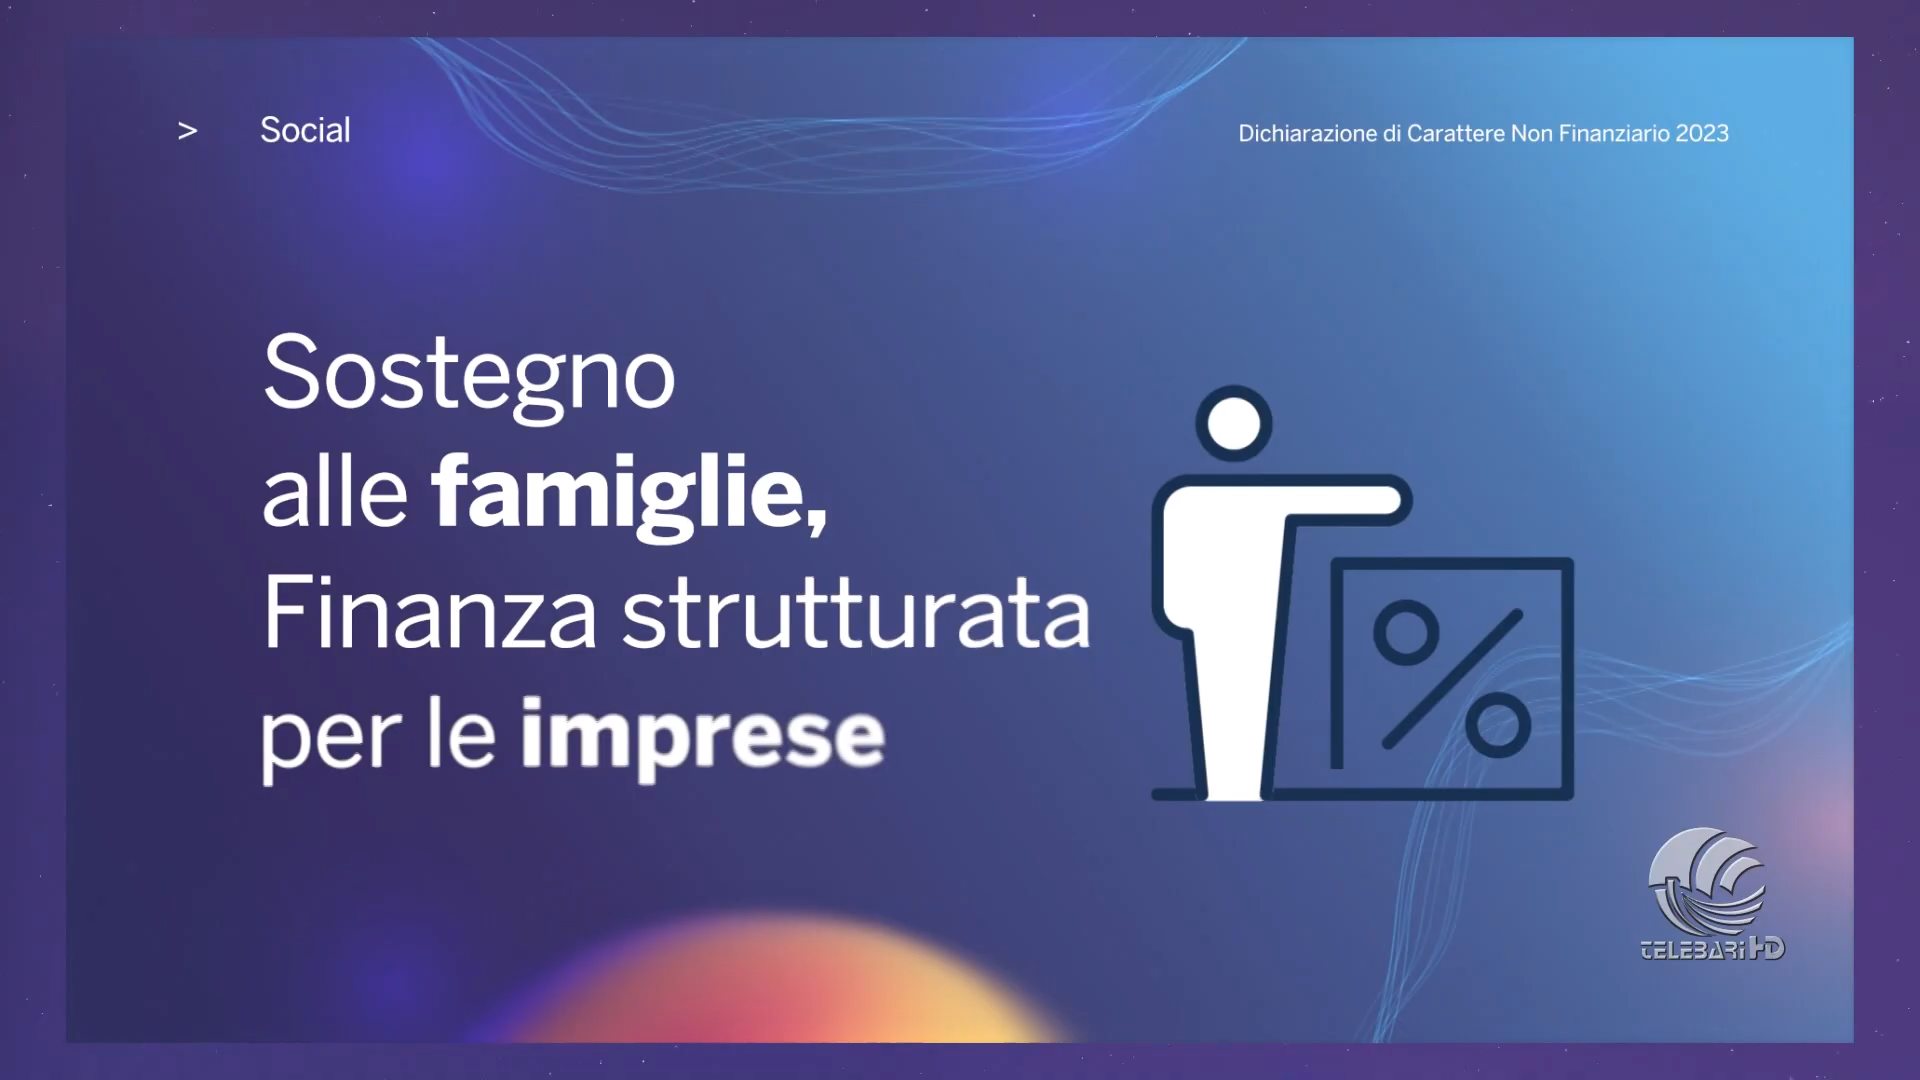 > Social
Dichiarazione di Carattere Non Finanziario 2023
Sostegno
alle famiglie,
Finanza strutturata
per le imprese
%
TELEBARI HD